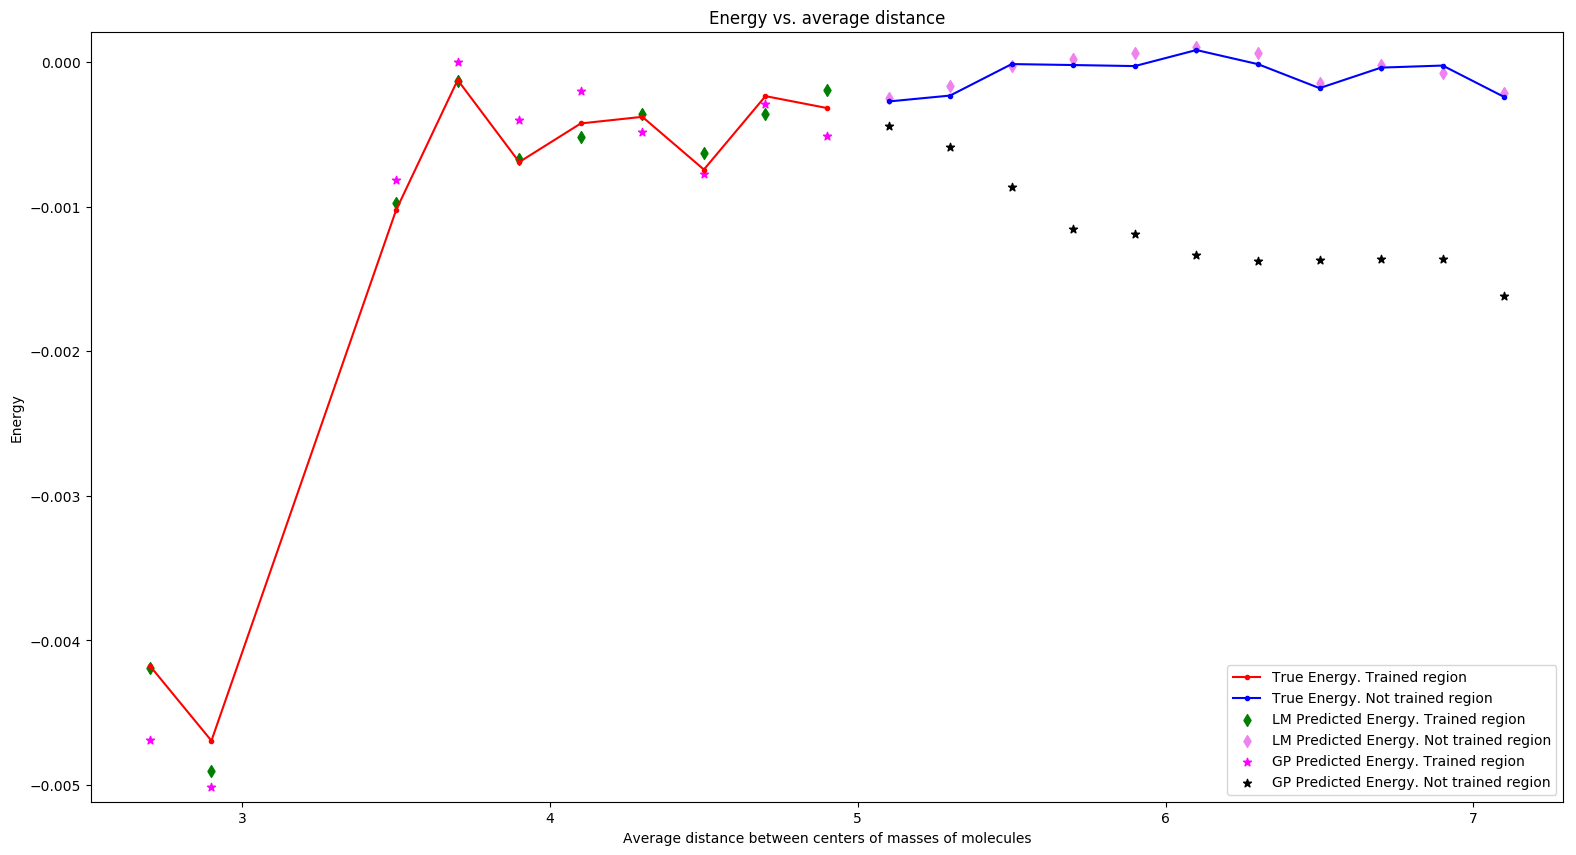 Energy vs. average distance
0.000
−0.001
−0.002
−0.003
−0.004
−0.005
Energy
3
4
5
6
7
Average distance between centers of masses of molecules
True Energy. Trained region
True Energy. Not trained region
LM Predicted Energy. Trained region
LM Predicted Energy. Not trained region
GP Predicted Energy. Trained region
GP Predicted Energy. Not trained region